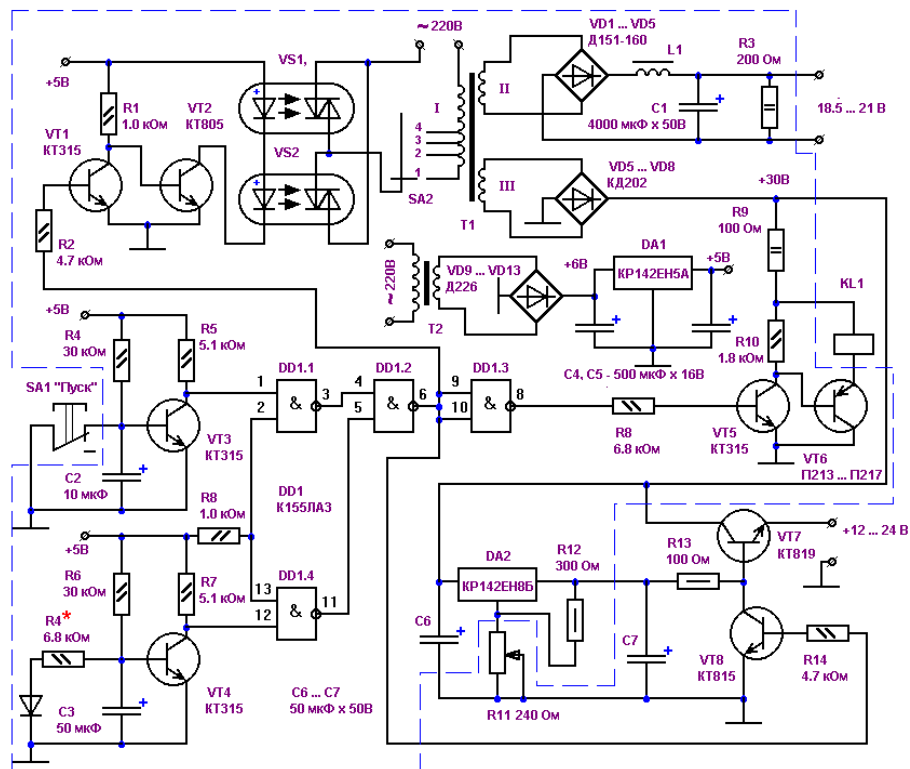 ~ 220В
VD1 ... VD5
Д151-160
L1
R3
200 Ом
VS1,
+5В
R1
1.0 кОм
VT2
КТ805
I
II
+
C1
4000 мкФ х 50В
18.5 ... 21 В
VT1
КТ315
4
3
2
1
VS2
+
+
SA2
T1
III
VD5 ... VD8
КД202
+30В
R9
100 Ом
R2
4.7 кОм
~ 220В
VD9 ... VD13
Д226
+6В
DA1
КР142ЕН5А
+5В
KL1
T2
+
+
C4, C5 - 500 мкФ х 16В
R10
1.8 кОм
+5В
R4
30 кОм
R5
5.1 кОм
SA1 "Пуск"
DD1.1
DD1.2
DD1.3
1
2
&
3
4
5
&
6
9
10
&
8
VT3
КТ315
R8
6.8 кОм
VT5
КТ315
VT6
П213 ... П217
+
C2
10 мкФ
R8
1.0 кОм
DD1
К155ЛА3
+5В
R6
30 кОм
R7
5.1 кОм
DD1.4
13
12
&
11
R4*
6.8 кОм
VT4
КТ315
+
C3
50 мкФ
C6 ... C7
50 мкФ х 50В
DA2
КР142ЕН8Б
R12
300 Ом
R13
100 Ом
VT7
КТ819
+12 ... 24 В
C6
+
C7
+
R11 240 Ом
VT8
КТ815
R14
4.7 кОм